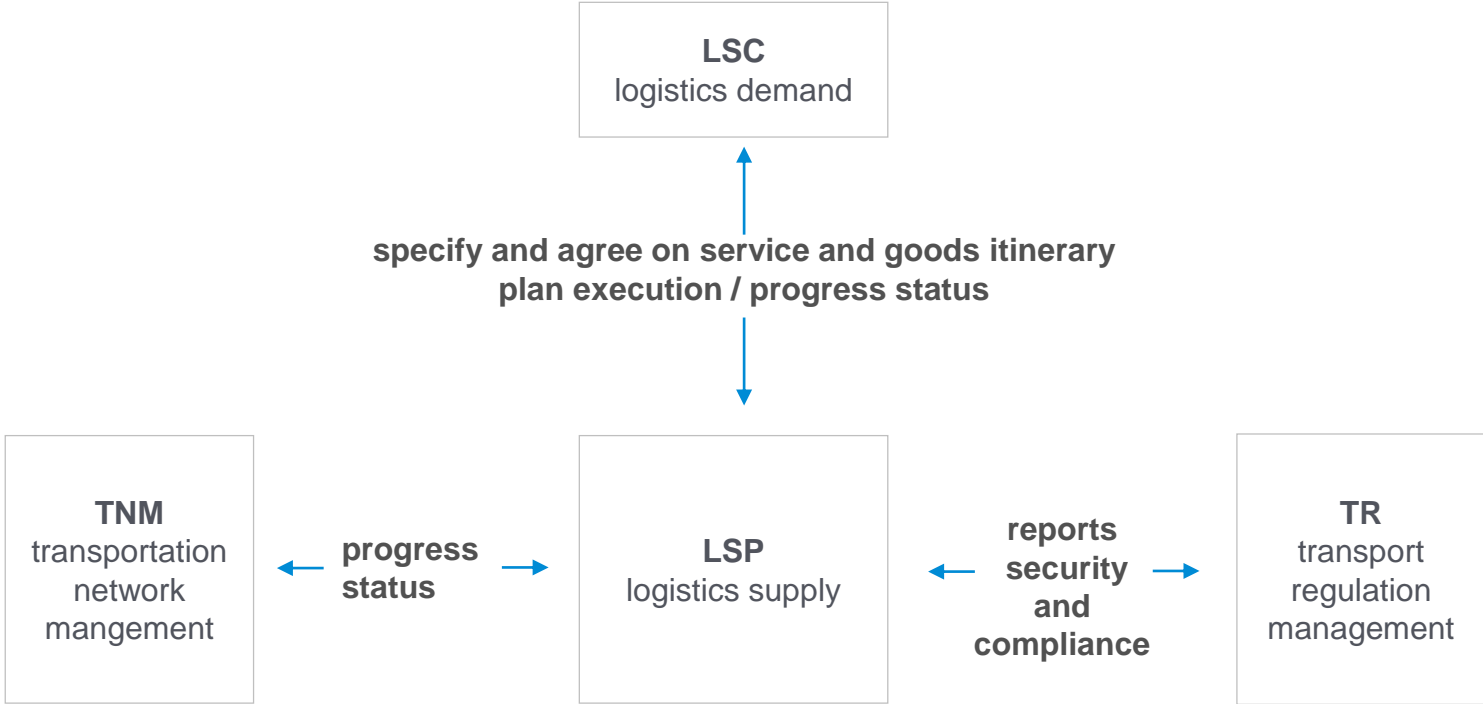 LSC
logistics demand
specify and agree on service and goods itinerary
plan execution / progress status
TNM
transportation
network
mangement
progress
status
LSP
logistics supply
reports
security
and
compliance
TR
transport
regulation
management